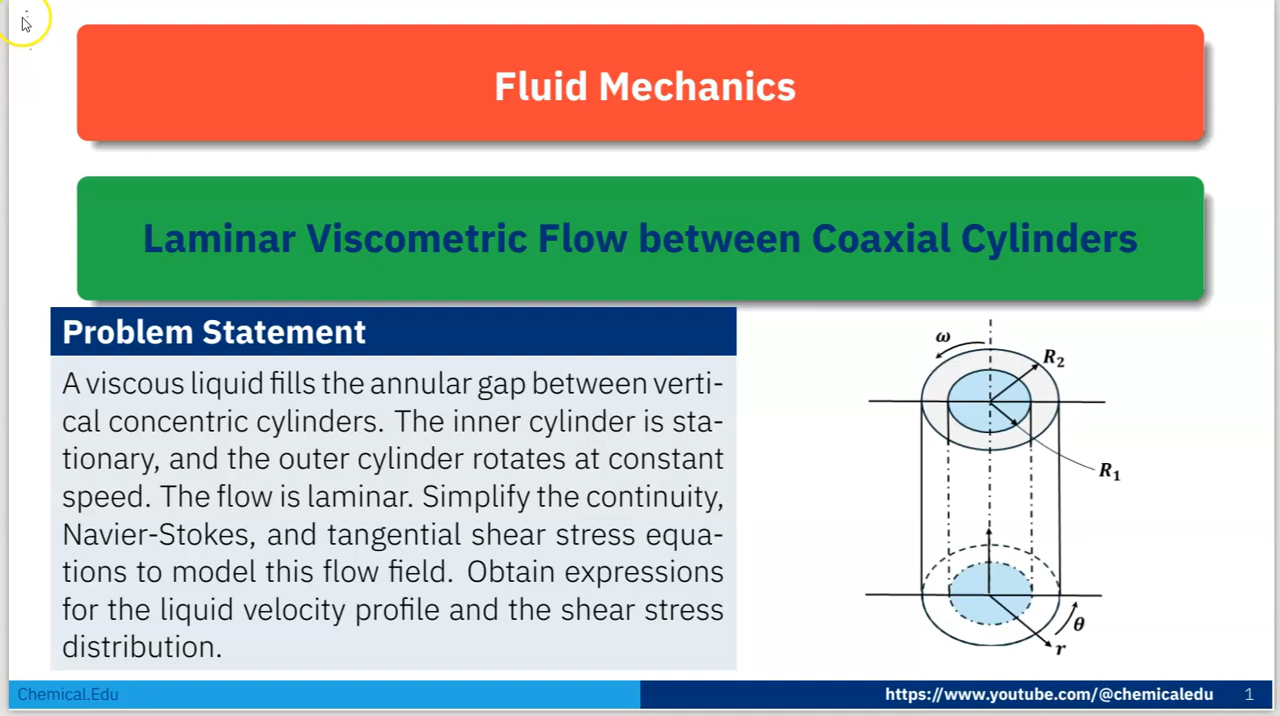 Fluid Mechanics
Laminar Viscometric Flow between Coaxial Cylinders
Problem Statement
A viscous liquid fills the annular gap between verti-
cal concentric cylinders. The inner cylinder is sta-
tionary, and the outer cylinder rotates at constant
speed. The flow is laminar. Simplify the continuity,
Navier-Stokes, and tangential shear stress equa-
tions to model this flow field. Obtain expressions
for the liquid velocity profile and the shear stress
distribution.
ω
R₂
R₁
θ
r
Chemical.Edu
https://www.youtube.com/@chemicaledu 1